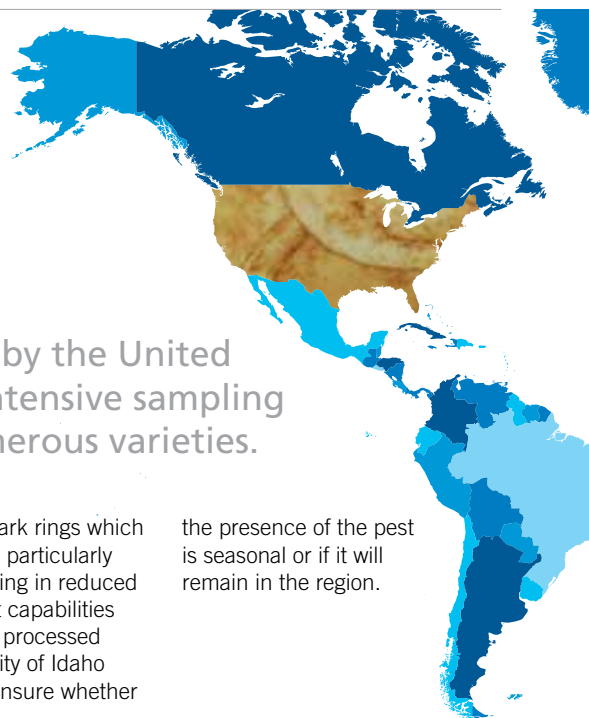 by the United
ntensive sampling
nerous varieties.
ark rings which
particularly
ing in reduced
t capabilities
processed
ity of Idaho
nsure whether
the presence of the pest
is seasonal or if it will
remain in the region.